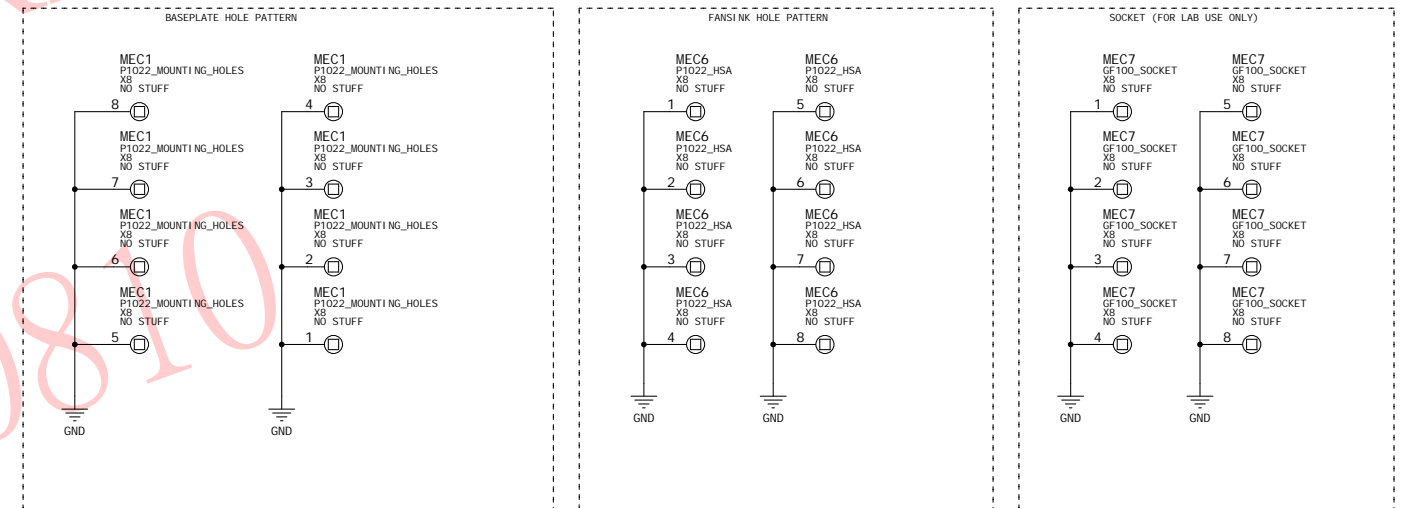 BASEPLATE HOLE PATTERN
MEC1
P1022_MOUNTING_HOLES
X8
NO STUFF
8
MEC1
P1022_MOUNTING_HOLES
X8
NO STUFF
7
MEC1
P1022_MOUNTING_HOLES
X8
NO STUFF
6
MEC1
P1022_MOUNTING_HOLES
X8
NO STUFF
5
GND
MEC1
P1022_MOUNTING_HOLES
X8
NO STUFF
4
MEC1
P1022_MOUNTING_HOLES
X8
NO STUFF
3
MEC1
P1022_MOUNTING_HOLES
X8
NO STUFF
2
MEC1
P1022_MOUNTING_HOLES
X8
NO STUFF
1
GND
FANSINK HOLE PATTERN
MEC6
P1022_HSA
X8
NO STUFF
1
MEC6
P1022_HSA
X8
NO STUFF
2
MEC6
P1022_HSA
X8
NO STUFF
3
MEC6
P1022_HSA
X8
NO STUFF
4
GND
MEC6
P1022_HSA
X8
NO STUFF
5
MEC6
P1022_HSA
X8
NO STUFF
6
MEC6
P1022_HSA
X8
NO STUFF
7
MEC6
P1022_HSA
X8
NO STUFF
8
GND
SOCKET (FOR LAB USE ONLY)
MEC7
GF100_SOCKET
X8
NO STUFF
1
MEC7
GF100_SOCKET
X8
NO STUFF
2
MEC7
GF100_SOCKET
X8
NO STUFF
3
MEC7
GF100_SOCKET
X8
NO STUFF
4
GND
MEC7
GF100_SOCKET
X8
NO STUFF
5
MEC7
GF100_SOCKET
X8
NO STUFF
6
MEC7
GF100_SOCKET
X8
NO STUFF
7
MEC7
GF100_SOCKET
X8
NO STUFF
8
GND
810